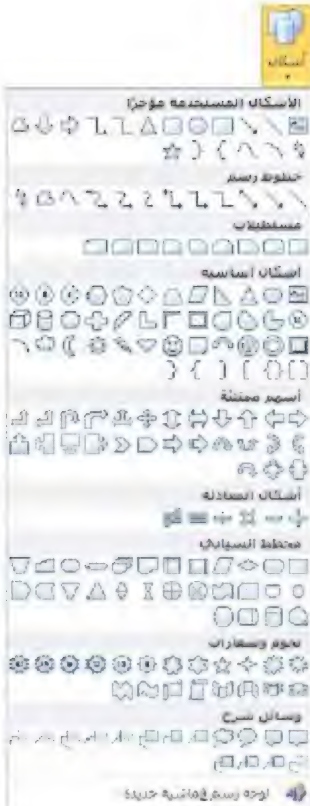 أشكال
الأشكال المستخدمة مؤخرًا
خطوط رسم
مستطيلات
أشكال أساسية
أسهم ممتلئة
أشكال المعادلة
مخطط انسيابي
نجوم وشعارات
وسائل شرح
لوحة رسم قماشية جديدة